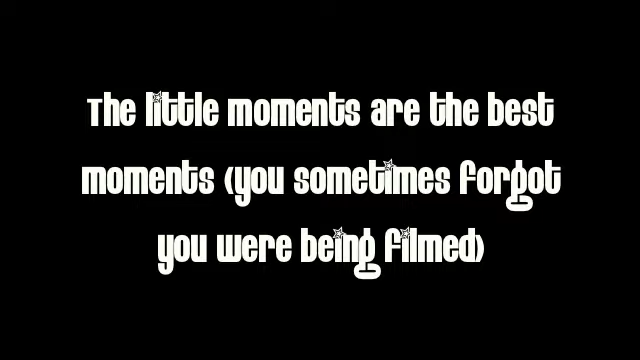 The little moments are the best
moments (you sometimes forgot
you were being filmed)